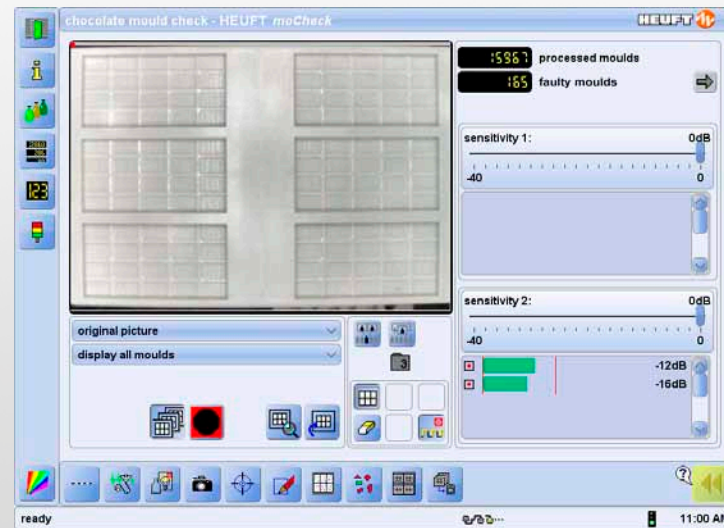 chocolate mould check - HEUFT moCheck
HEUFT
15967 processed moulds
165 faulty moulds
sensitivity 1: 0dB
-40 0
sensitivity 2: 0dB
-40 0
original picture
display all moulds
3
-12dB
-16dB
123
?
ready
11:00 AM